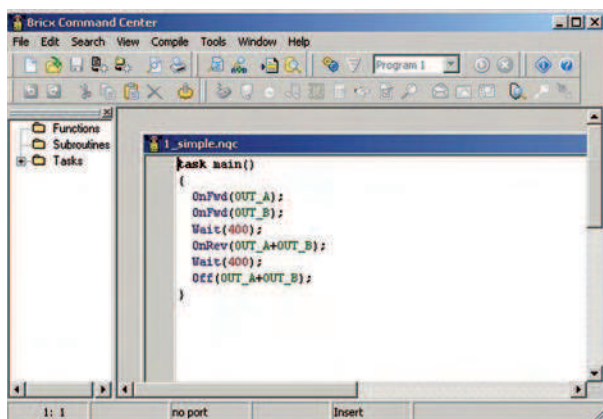 Bricx Command Center
File Edit Search View Compile Tools Window Help
Program 1
Functions
Subroutines
Tasks
1_simple.nqc
task main()
{
OnFwd(OUT_A);
OnFwd(OUT_B);
Wait(400);
OnRev(OUT_A+OUT_B);
Wait(400);
Off(OUT_A+OUT_B);
}
1: 1 no port Insert